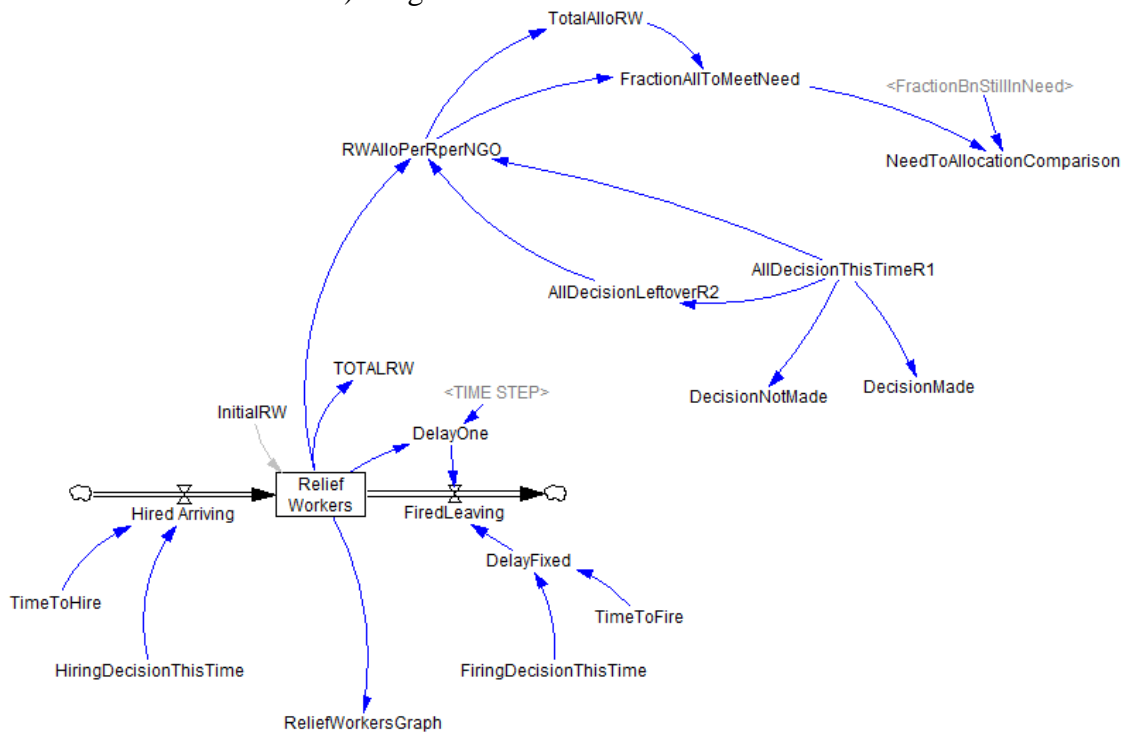 TotalAlloRW
FractionAllToMeetNeed
<FractionBnStillInNeed>
RWAlloPerRperNGO
NeedToAllocationComparison
AllDecisionThisTimeR1
AllDecisionLeftoverR2
TOTALRW
<TIME STEP>
DecisionNotMade
DecisionMade
InitialRW
DelayOne
Relief
Workers
Hired Arriving
FiredLeaving
DelayFixed
TimeToHire
TimeToFire
HiringDecisionThisTime
FiringDecisionThisTime
ReliefWorkersGraph